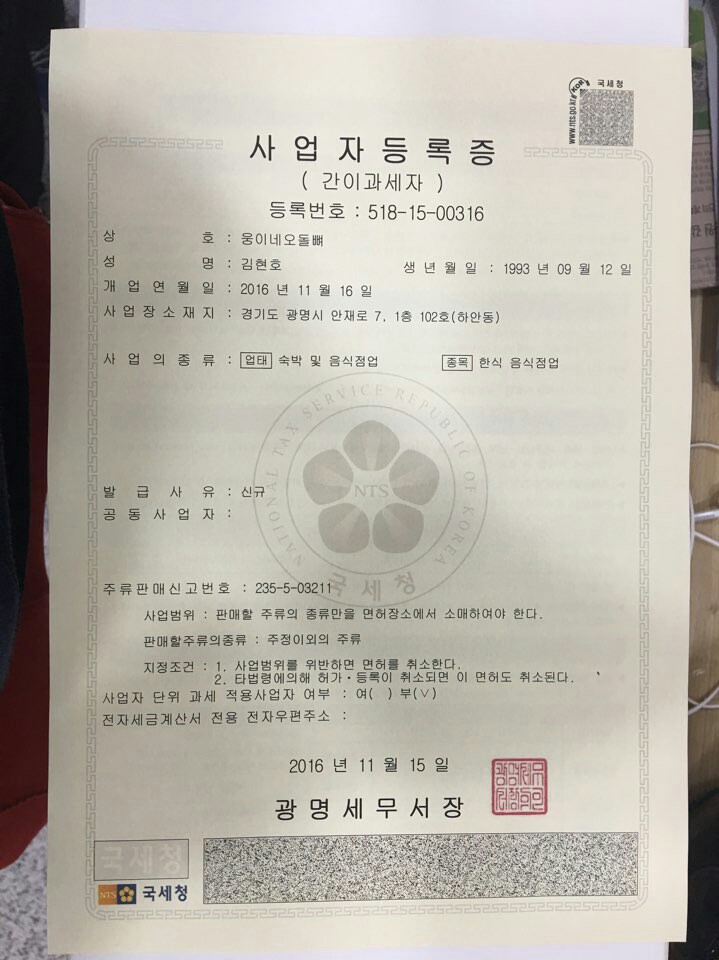 국세청
www.nts.go.kr
사업자등록증
( 간이과세자 )
등록번호 : 518-15-00316
상 호 : 웅이네오돌뼈
성 명 : 김현호 생 년 월 일 : 1993 년 09 월 12 일
개 업 연 월 일 : 2016 년 11 월 16 일
사 업 장 소 재 지 : 경기도 광명시 안재로 7, 1층 102호(하안동)
사 업 의 종 류 : 업태 숙박 및 음식점업 종목 한식 음식점업
NATIONAL TAX SERVICE REPUBLIC OF KOREA
NTS
국세청
발 급 사 유 : 신규
공 동 사 업 자 :
주류판매신고번호 : 235-5-03211
사업범위 : 판매할 주류의 종류만을 면허장소에서 소매하여야 한다.
판매할주류의종류 : 주정이외의 주류
지정조건 : 1. 사업범위를 위반하면 면허를 취소한다.
2. 타법령에의해 허가·등록이 취소되면 이 면허도 취소된다.
사업자 단위 과세 적용사업자 여부 : 여( ) 부(∨)
전자세금계산서 전용 전자우편주소 :
2016 년 11 월 15 일
광명세무서장
국세청
NTS 국세청